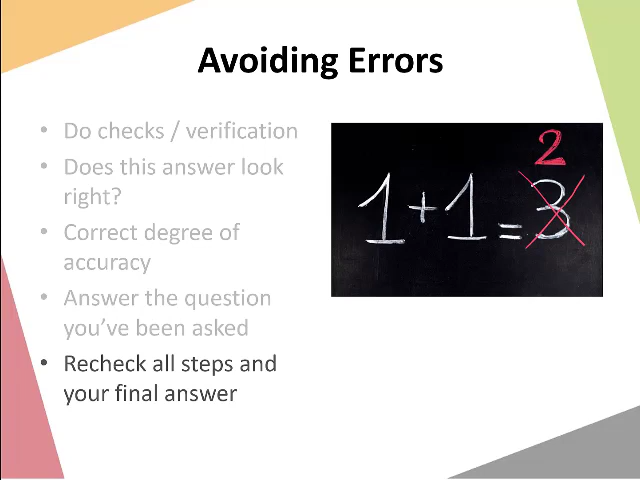 Avoiding Errors
• Do checks / verification
• Does this answer look
right?
• Correct degree of
accuracy
• Answer the question
you've been asked
• Recheck all steps and
your final answer
2
1+1=3